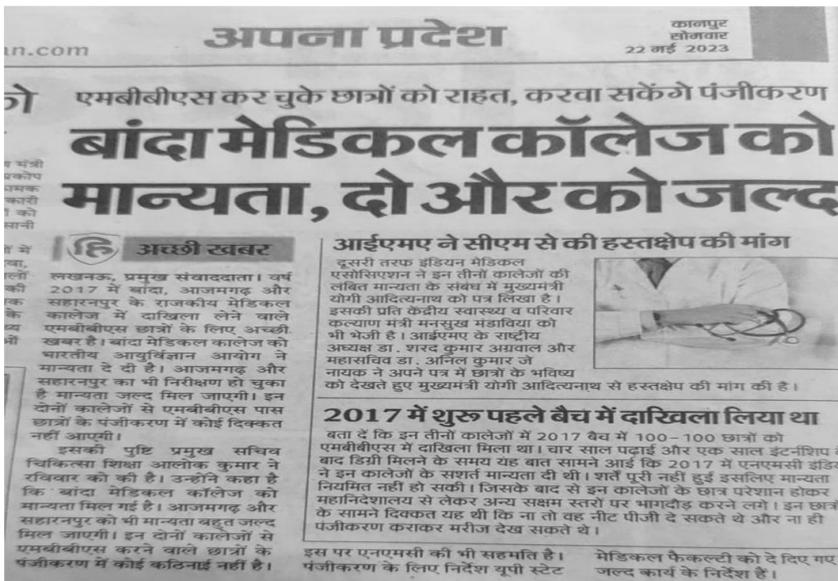 an.com
अपना प्रदेश
कानपुर
सोमवार
22 मई 2023
एमबीबीएस कर चुके छात्रों को राहत, करवा सकेंगे पंजीकरण
बांदा मेडिकल कॉलेज को
मान्यता, दो और को जल्द
को
मंत्री
प्रकोप
कारी
को
सानी
में
की
के
अच्छी खबर
लखनऊ, प्रमुख संवाददाता। वर्ष
2017 में बांदा, आजमगढ़ और
सहारनपुर के राजकीय मेडिकल
कालेज में दाखिला लेने वाले
एमबीबीएस छात्रों के लिए अच्छी
खबर है। बांदा मेडिकल कालेज को
भारतीय आयुर्विज्ञान आयोग ने
मान्यता दे दी है। आजमगढ़ और
सहारनपुर का भी निरीक्षण हो चुका
है मान्यता जल्द मिल जाएगी। इन
दोनों कालेजों से एमबीबीएस पास
छात्रों के पंजीकरण में कोई दिक्कत
नहीं आएगी।
इसकी पुष्टि प्रमुख सचिव
चिकित्सा शिक्षा आलोक कुमार ने
रविवार को की है। उन्होंने कहा है
कि बांदा मेडिकल कॉलेज को
मान्यता मिल गई है। आजमगढ़ और
सहारनपुर को भी मान्यता बहुत जल्द
मिल जाएगी। इन दोनों कालेजों से
एमबीबीएस करने वाले छात्रों के
पंजीकरण में कोई कठिनाई नहीं है।
आईएमए ने सीएम से की हस्तक्षेप की मांग
दूसरी तरफ इंडियन मेडिकल
एसोसिएशन ने इन तीनों कालेजों की
लंबित मान्यता के संबंध में मुख्यमंत्री
योगी आदित्यनाथ को पत्र लिखा है।
इसकी प्रति केंद्रीय स्वास्थ्य व परिवार
कल्याण मंत्री मनसुख मंडाविया को
भी भेजी है। आईएमए के राष्ट्रीय
अध्यक्ष डा. शरद कुमार अग्रवाल और
महासचिव डा. अनिल कुमार जे
नायक ने अपने पत्र में छात्रों के भविष्य
को देखते हुए मुख्यमंत्री योगी आदित्यनाथ से हस्तक्षेप की मांग की है।
2017 में शुरू पहले बैच में दाखिला लिया था
बता दें कि इन तीनों कालेजों में 2017 बैच में 100-100 छात्रों को
एमबीबीएस में दाखिला मिला था। चार साल पढ़ाई और एक साल इंटर्नशिप के
बाद डिग्री मिलने के समय यह बात सामने आई कि 2017 में एनएमसी
ने इन कालेजों के सशर्त मान्यता दी थी। शर्तें पूरी नहीं हुई इसलिए मान्यता
नियमित नहीं हो सकी। जिसके बाद से इन कालेजों के छात्र परेशान होकर
महानिदेशालय से लेकर अन्य सक्षम स्तरों पर भागदौड़ करने लगे। इन
के सामने दिक्कत यह थी कि ना तो वह नीट पीजी दे सकते थे और ना ही
पंजीकरण कराकर मरीज देख सकते थे।
इस पर एनएमसी की भी सहमति है।
पंजीकरण के लिए निर्देश यूपी स्टेट
मेडिकल फैकल्टी को दे दिए गए
जल्द कार्य के निर्देश हैं।